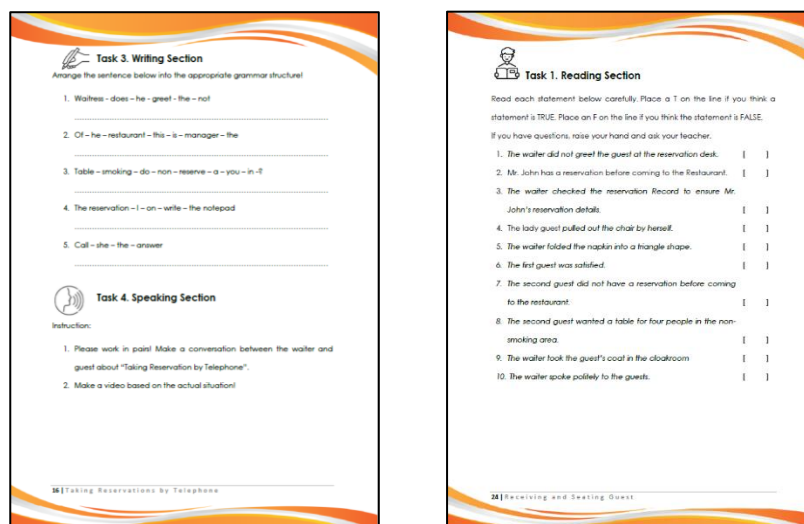 Task 3. Writing Section
Arrange the sentence below into the appropriate grammar structure!
1. Waitress - does – he - greet - the – not
2. Of – he – restaurant – this – is – manager – the
3. Table – smoking – do – non – reserve – a – you – in -?
4. The reservation – I – on – write – the notepad
5. Call – she – the – answer
Task 4. Speaking Section
Instruction:
1. Please work in pairs! Make a conversation between the waiter and
guest about "Taking Reservation by Telephone".
2. Make a video based on the actual situation!
16 | Taking Reservations by Telephone
Task 1. Reading Section
Read each statement below carefully. Place a T on the line if you think a
statement is TRUE. Place an F on the line if you think the statement is FALSE.
If you have questions, raise your hand and ask your teacher.
1. The waiter did not greet the guest at the reservation desk. [ ]
2. Mr. John has a reservation before coming to the Restaurant. [ ]
3. The waiter checked the reservation Record to ensure Mr.
John's reservation details. [ ]
4. The lady guest pulled out the chair by herself. [ ]
5. The waiter folded the napkin into a triangle shape. [ ]
6. The first guest was satisfied. [ ]
7. The second guest did not have a reservation before coming
to the restaurant. [ ]
8. The second guest wanted a table for four people in the non-
smoking area. [ ]
9. The waiter took the guest's coat in the cloakroom [ ]
10. The waiter spoke politely to the guests. [ ]
24 | Receiving and Seating Guest